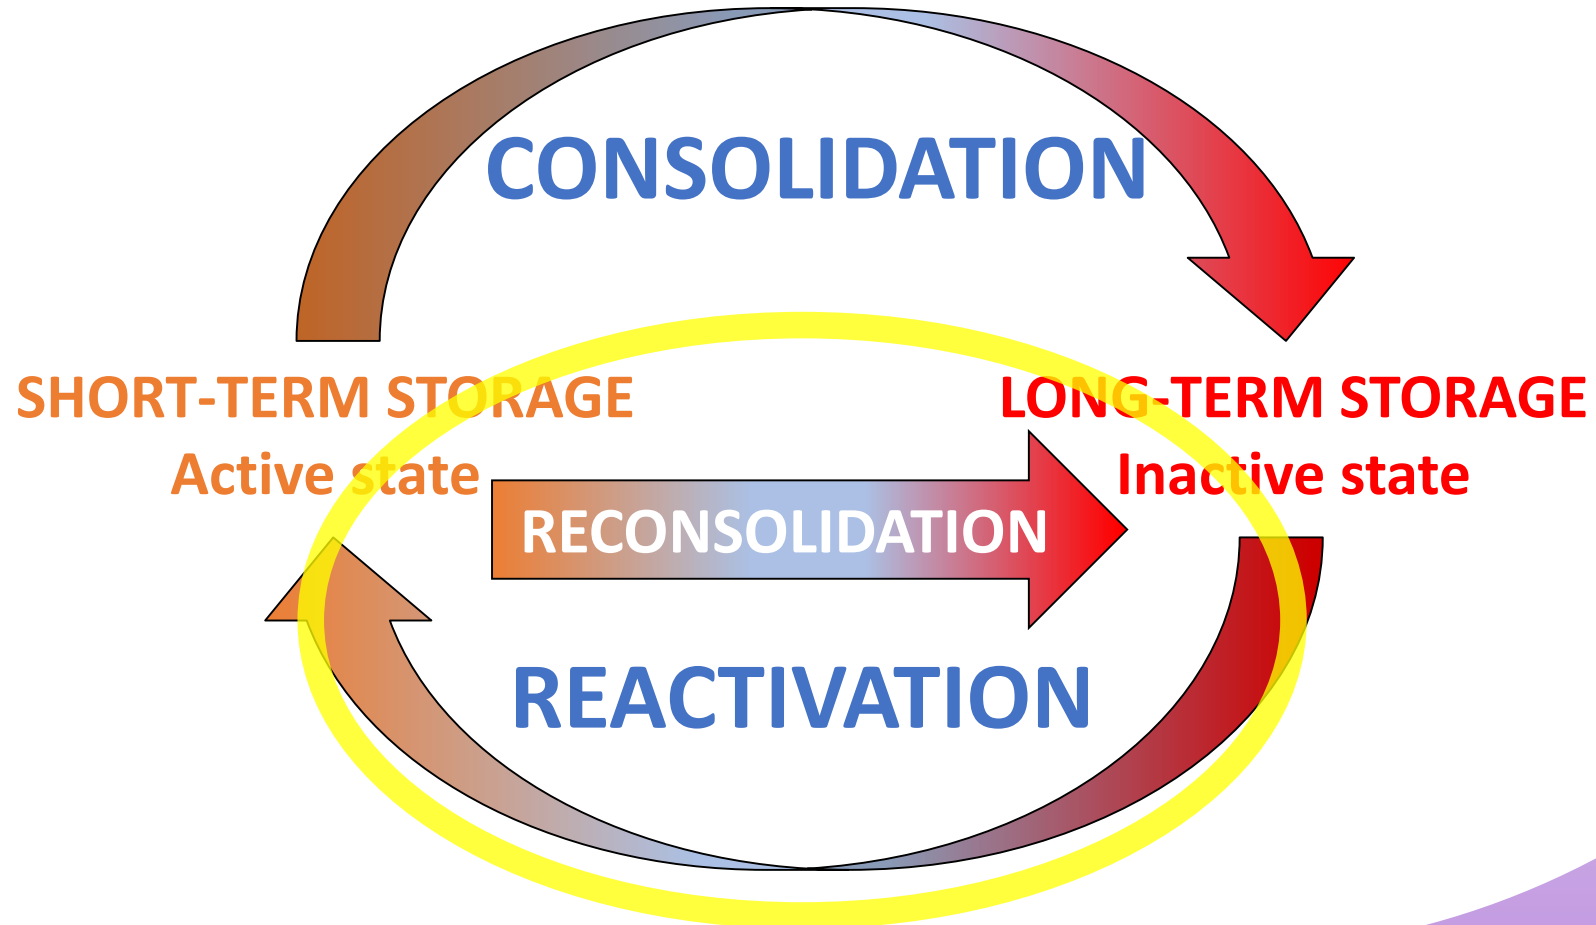 CONSOLIDATION
SHORT-TERM STORAGE
Active state
LONG-TERM STORAGE
Inactive state
RECONSOLIDATION
REACTIVATION